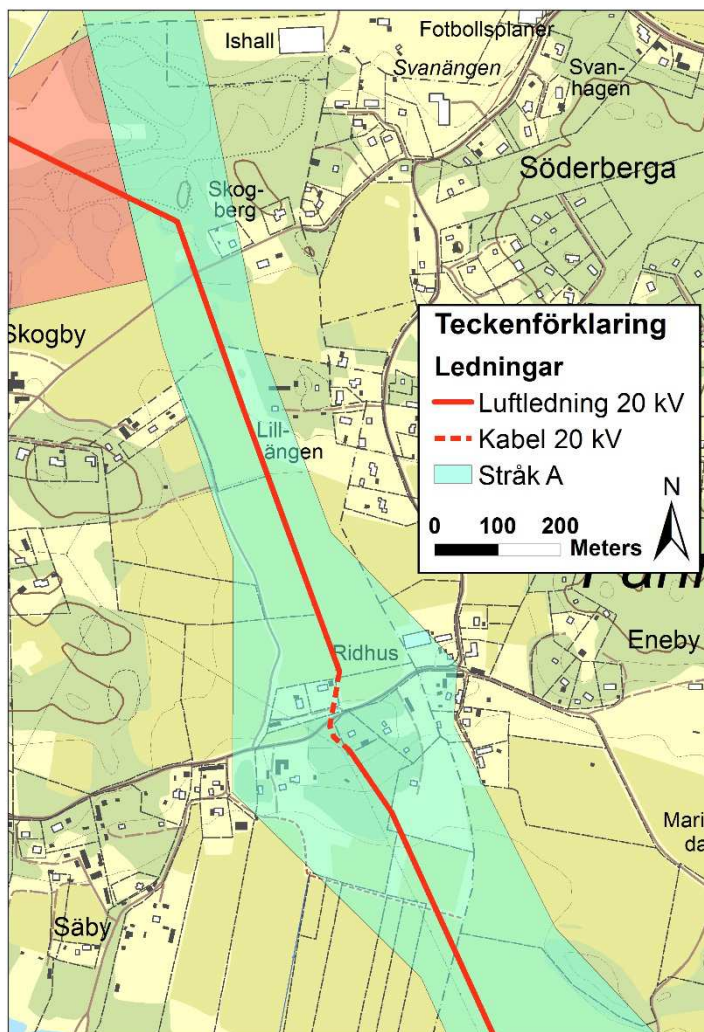 Ishall
Fotbollsplaner
Svanängen
Svan-
hagen
Söderberga
Skog-
berg
Skogby
Teckenförklaring
Ledningar
Luftledning 20 kV
Kabel 20 kV
Stråk A
N
0 100 200
Meters
Lill-
ängen
Ridhus
Eneby
Säby